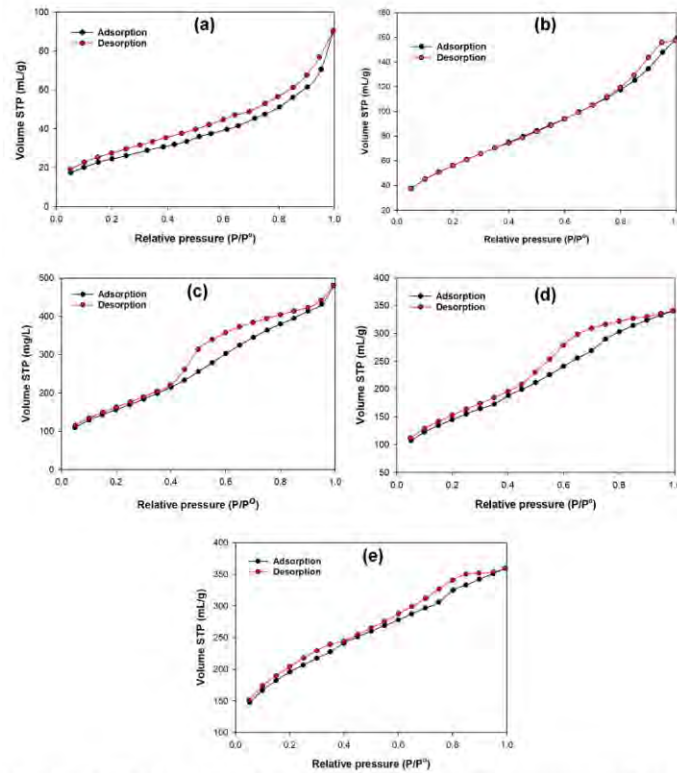 (a)
Adsorption
Desorption
Volume STP (mL/g)
100
80
60
40
20
0
0.0 0.2 0.4 0.6 0.8 1.0
Relative pressure (P/Pº)
(b)
Adsorption
Desorption
Volume STP (mL/g)
180
160
140
120
100
80
60
40
20
0.0 0.2 0.4 0.6 0.8 1.0
Relative pressure (P/Pº)
(c)
Adsorption
Desorption
Volume STP (mg/L)
500
400
300
200
100
0
0.0 0.2 0.4 0.6 0.8 1.0
Relative pressure (P/PO)
(d)
Adsorption
Desorption
Volume STP (mL/g)
400
350
300
250
200
150
100
50
0.0 0.2 0.4 0.6 0.8 1.0
Relative pressure (P/Pº)
(e)
Adsorption
Desorption
Volume STP (mL/g)
400
350
300
250
200
150
100
0.0 0.2 0.4 0.6 0.8 1.0
Relative pressure (P/Pº)